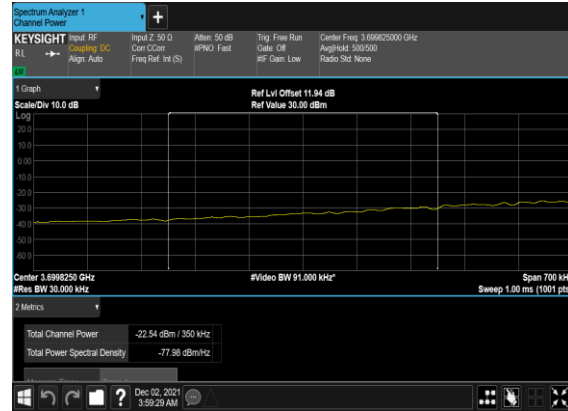 Spectrum Analyzer 1
Channel Power
+
KEYSIGHT
RL
Input: RF
Coupling: DC
Align: Auto
Input Z: 50 Ω
Corr CCorr
Freq Ref: Int (S)
Atten: 50 dB
#PNO: Fast
Trig: Free Run
Gate: Off
#IF Gain: Low
Center Freq: 3.699825000 GHz
Avg|Hold: 500/500
Radio Std: None
1 Graph
Scale/Div 10.0 dB
Ref Lvl Offset 11.94 dB
Ref Value 30.00 dBm
Log
20.0
10.0
0.00
-10.0
-20.0
-30.0
-40.0
-50.0
-60.0
Center 3.6998250 GHz
#Res BW 30.000 kHz
#Video BW 91.000 kHz*
Span 700 kH
Sweep 1.00 ms (1001 pts
2 Metrics
Total Channel Power -22.54 dBm / 350 kHz
Total Power Spectral Density -77.98 dBm/Hz
?
Dec 02, 2021
3:59:29 AM